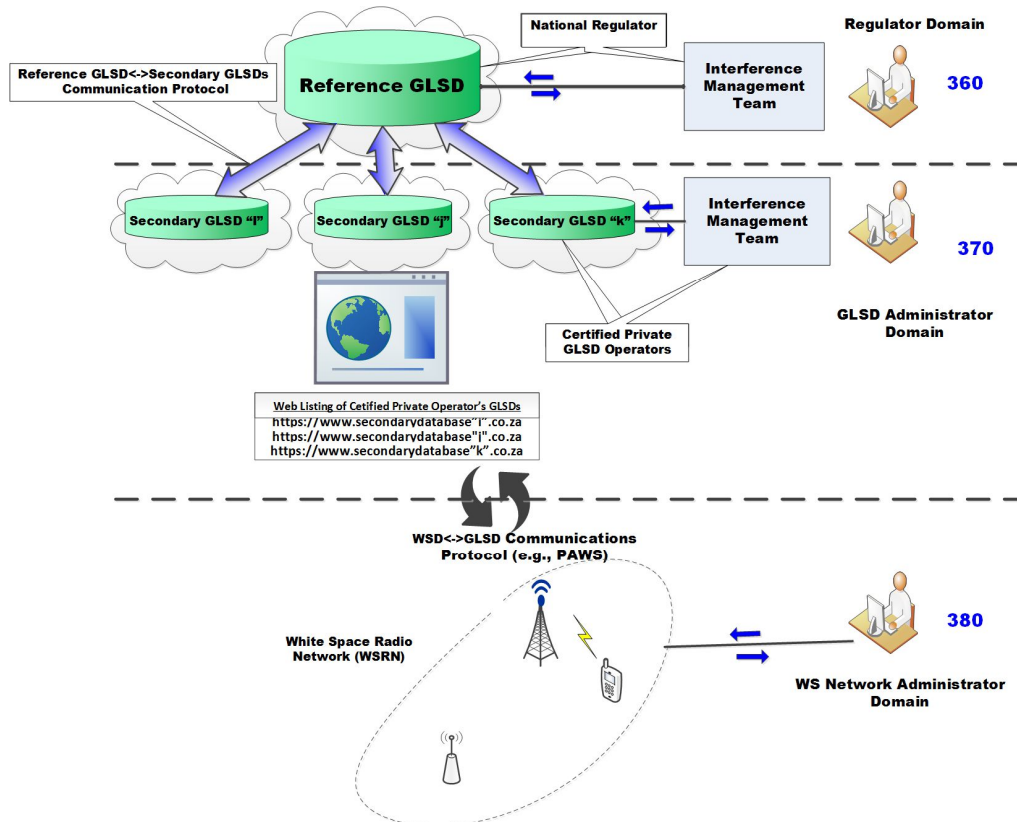 National Regulator
Regulator Domain
Reference GLSD<->Secondary GLSDs
Communication Protocol
Reference GLSD
Interference
Management
Team
360
Secondary GLSD “I”
Secondary GLSD “j”
Secondary GLSD “k”
Interference
Management
Team
370
GLSD Administrator
Domain
Certified Private
GLSD Operators
Web Listing of Cetified Private Operator's GLSDs
https://www.secondarydatabase"i".co.za
https://www.secondarydatabase"j".co.za
https://www.secondarydatabase”k”.co.za
WSD<->GLSD Communications
Protocol (e.g., PAWS)
White Space Radio
Network (WSRN)
380
WS Network Administrator
Domain